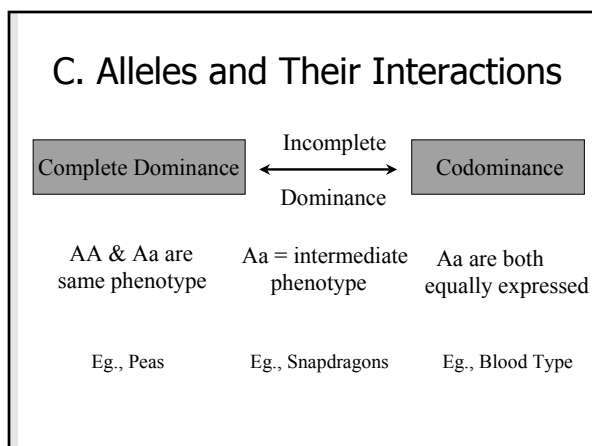 C. Alleles and Their Interactions
Complete Dominance
Incomplete
Dominance
Codominance
AA & Aa are
same phenotype
Aa = intermediate
phenotype
Aa are both
equally expressed
Eg., Peas
Eg., Snapdragons
Eg., Blood Type